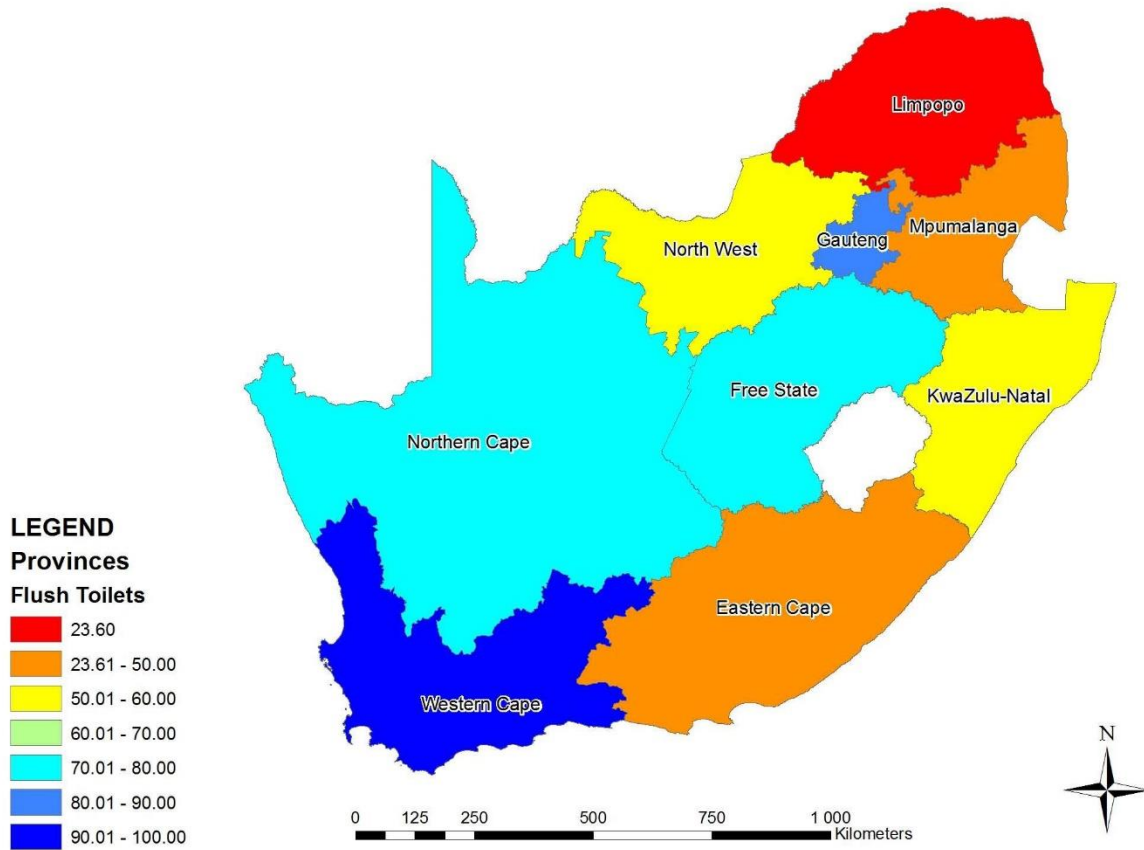 Limpopo
Mpumalanga
Gauteng
North West
Free State
KwaZulu-Natal
Northern Cape
Eastern Cape
Western Cape
LEGEND
Provinces
Flush Toilets
23.60
23.61 - 50.00
50.01 - 60.00
60.01 - 70.00
70.01 - 80.00
80.01 - 90.00
90.01 - 100.00
N
0 125 250 500 750 1 000
Kilometers